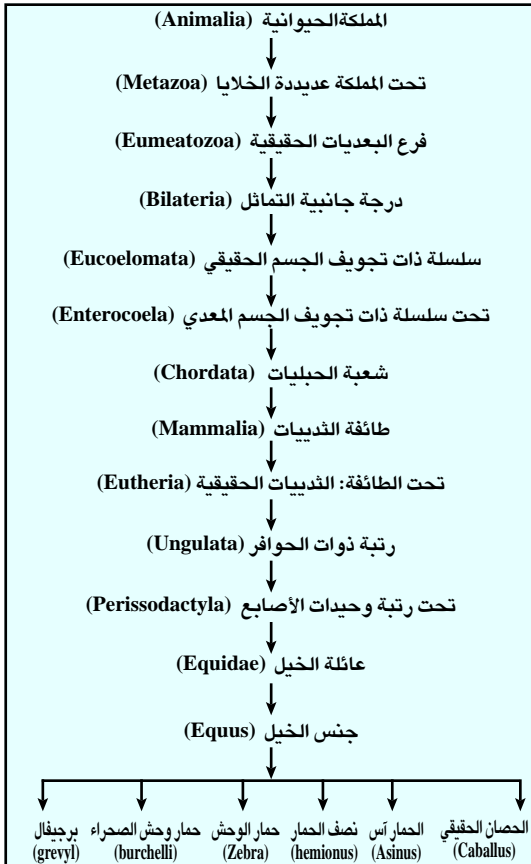 المملكة الحيوانية (Animalia)
تحت المملكة عديددة الخلايا (Metazoa)
فرع البعديات الحقيقية (Eumeatozoa)
درجة جانبية التماثل (Bilateria)
سلسلة ذات تجويف الجسم الحقيقي (Eucoelomata)
تحت سلسلة ذات تجويف الجسم المعدي (Enterocoela)
شعبة الحبليات (Chordata)
طائفة الثدييات (Mammalia)
تحت الطائفة: الثدييات الحقيقية (Eutheria)
رتبة ذوات الحوافر (Ungulata)
تحت رتبة وحيدات الأصابع (Perissodactyla)
عائلة الخيل (Equidae)
جنس الخيل (Equus)
الحصان الحقيقي (Caballus)
الحمار آس (Asinus)
نصف الحمار (hemionus)
حمار الوحش (Zebra)
حمار وحش الصحراء (burchelli)
برجيفال (grevyl)